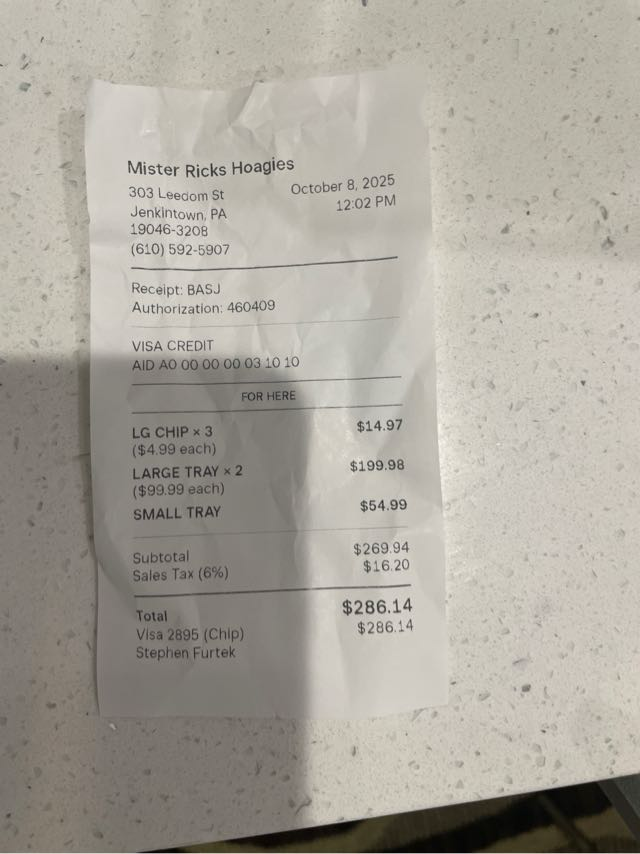 Mister Ricks Hoagies
303 Leedom St
October 8, 2025
Jenkintown, PA
12:02 PM
19046-3208
(610) 592-5907
Receipt: BASJ
Authorization: 460409
VISA CREDIT
AID A0 00 00 00 03 10 10
FOR HERE
LG CHIP × 3 $14.97
($4.99 each)
LARGE TRAY × 2 $199.98
($99.99 each)
SMALL TRAY $54.99
Subtotal $269.94
Sales Tax (6%) $16.20
Total $286.14
Visa 2895 (Chip) $286.14
Stephen Furtek